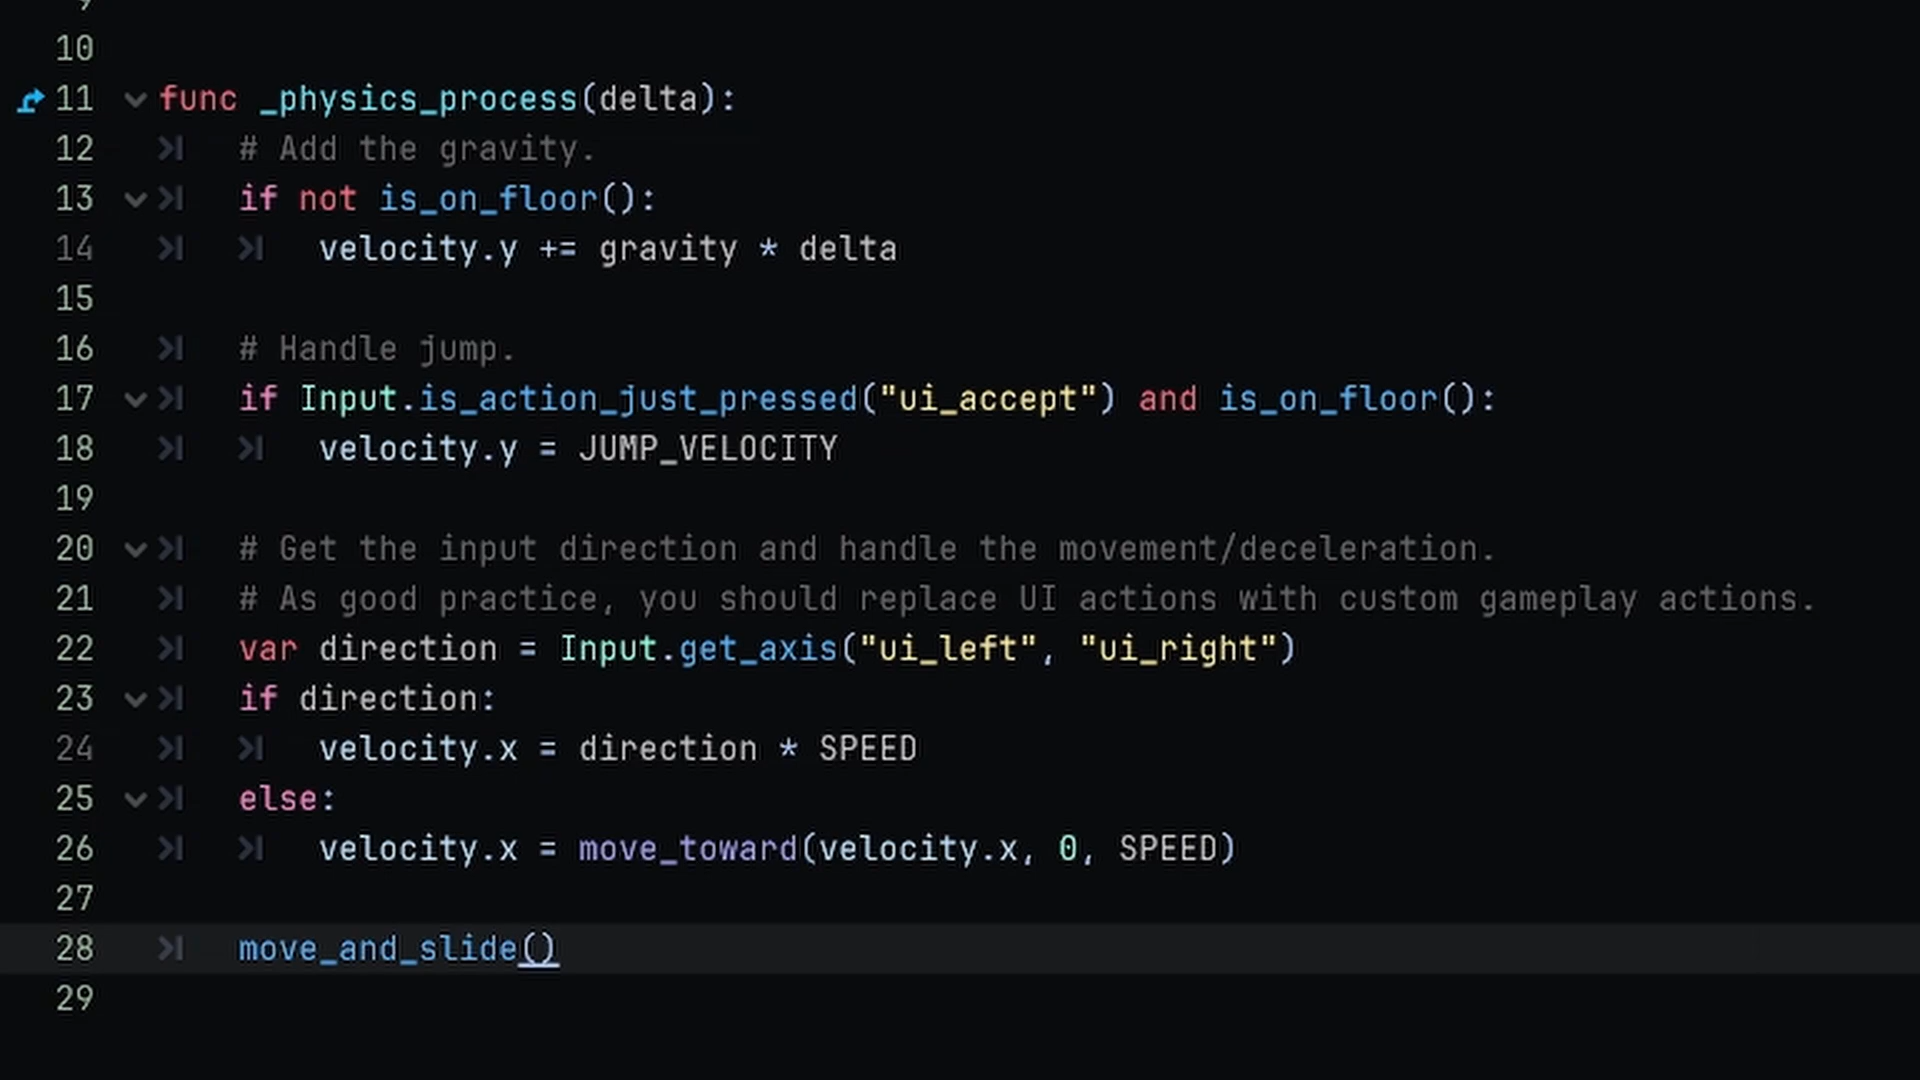 10
11 func _physics_process(delta):
12 # Add the gravity.
13 if not is_on_floor():
14 velocity.y += gravity * delta
15
16 # Handle jump.
17 if Input.is_action_just_pressed("ui_accept") and is_on_floor():
18 velocity.y = JUMP_VELOCITY
19
20 # Get the input direction and handle the movement/deceleration.
21 # As good practice, you should replace UI actions with custom gameplay actions.
22 var direction = Input.get_axis("ui_left", "ui_right")
23 if direction:
24 velocity.x = direction * SPEED
25 else:
26 velocity.x = move_toward(velocity.x, 0, SPEED)
27
28 move_and_slide()
29